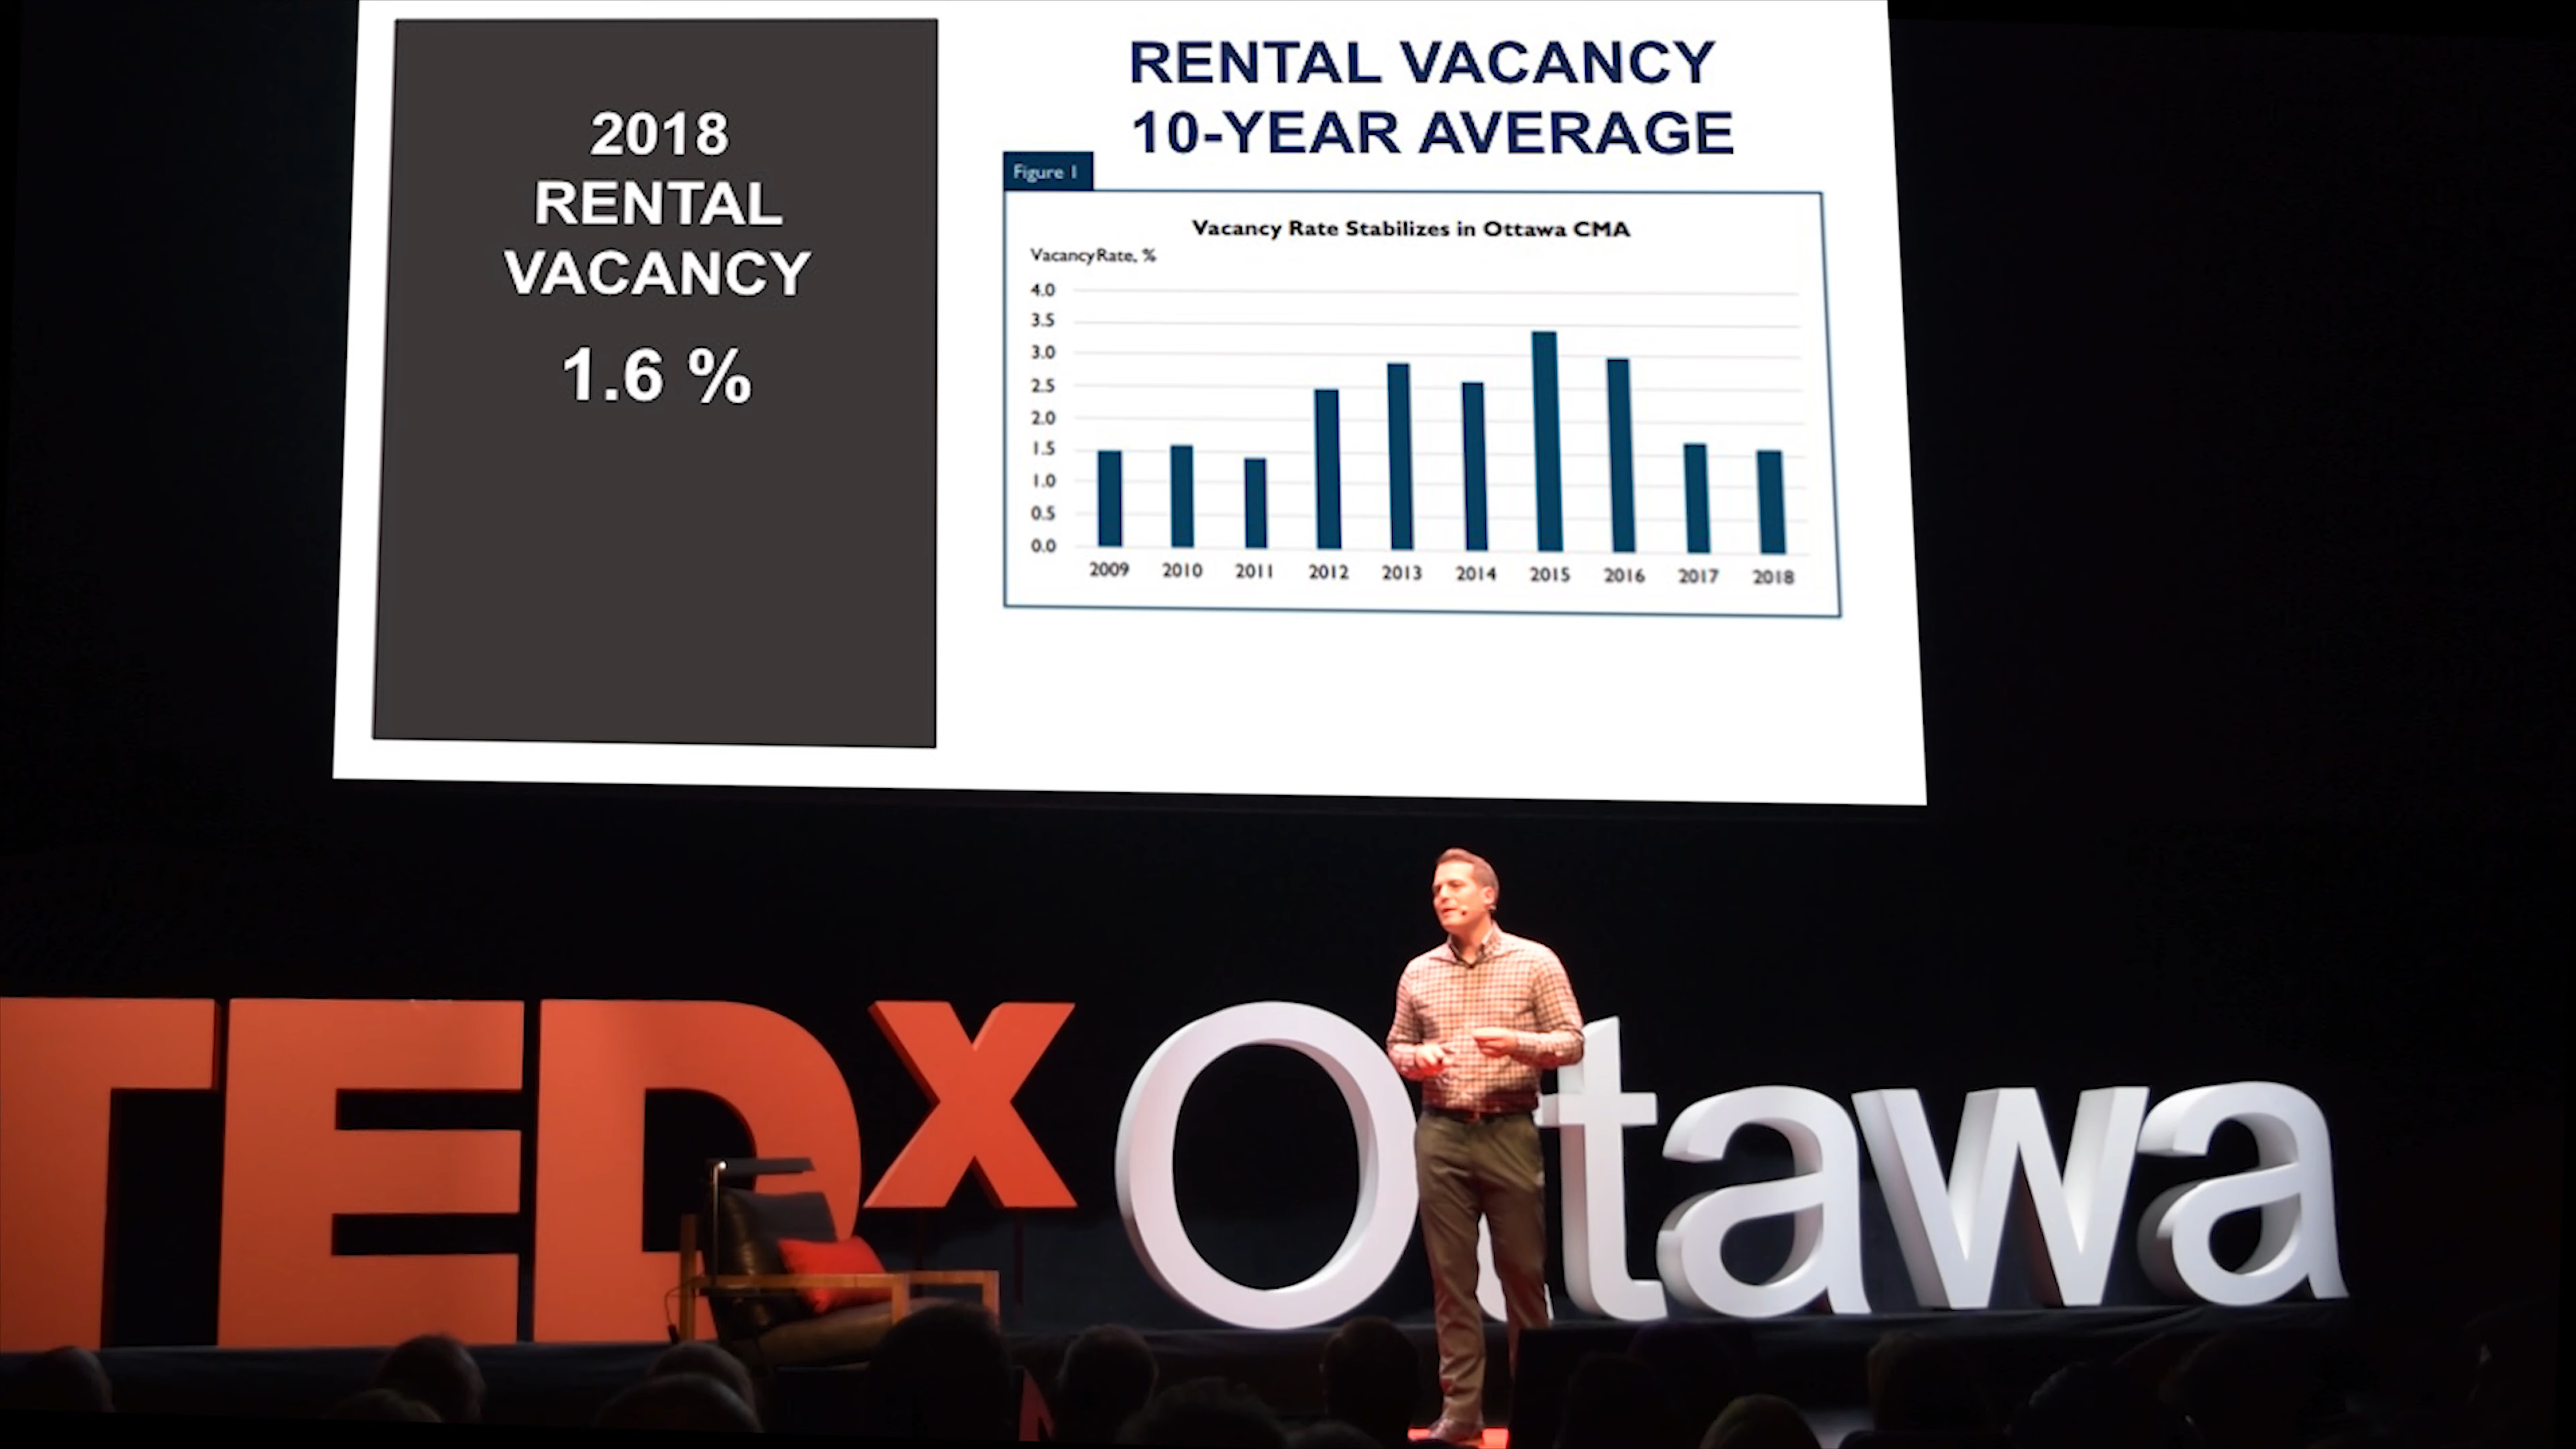 2018
RENTAL
VACANCY
1.6 %
RENTAL VACANCY
10-YEAR AVERAGE
Figure 1
Vacancy Rate Stabilizes in Ottawa CMA
Vacancy Rate, %
4.0
3.5
3.0
2.5
2.0
1.5
1.0
0.5
0.0
2009 2010 2011 2012 2013 2014 2015 2016 2017 2018
TEDx Ottawa